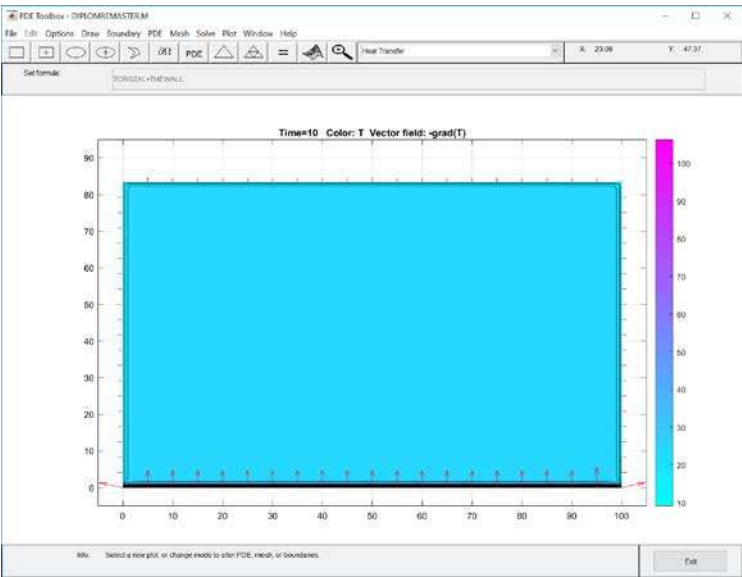 PDE Toolbox - DIPLOMREMASTER.M
File Edit Options Draw Boundary PDE Mesh Solve Plot Window Help
∂Ω PDE = Heat Transfer X: 23.08 Y: 47.37
Set formula:
Time=10 Color: T Vector field: -grad(T)
90
80
70
60
50
40
30
20
10
0
0 10 20 30 40 50 60 70 80 90 100
100
90
80
70
60
50
40
30
20
10
Info: Select a new plot, or change mode to alter PDE, mesh, or boundaries.
Exit